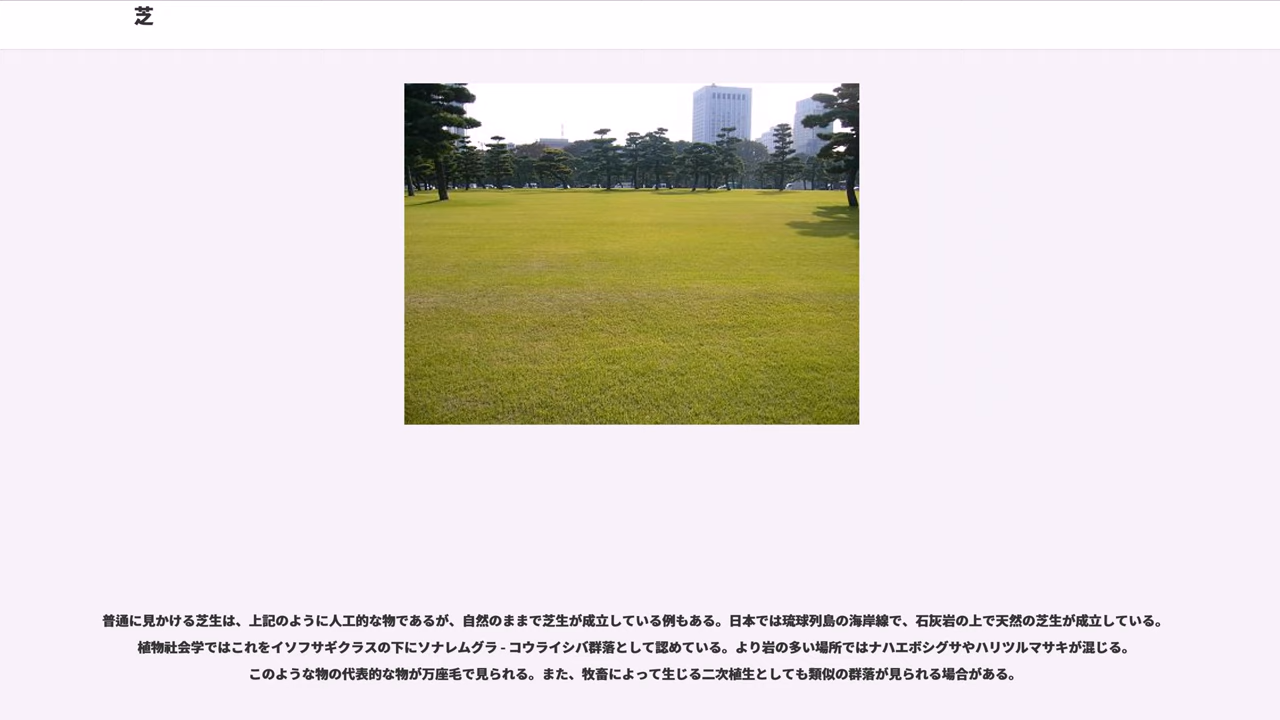 芝
普通に見かける芝生は、上記のように人工的な物であるが、自然のままで芝生が成立している例もある。日本では琉球列島の海岸線で、石灰岩の上で天然の芝生が成立している。
植物社会学ではこれをイソフサギクラスの下にソナレムグラ - コウライシバ群落として認めている。より岩の多い場所ではナハエボシグサやハリツルマサキが混じる。
このような物の代表的な物が万座毛で見られる。また、牧畜によって生じる二次植生としても類似の群落が見られる場合がある。